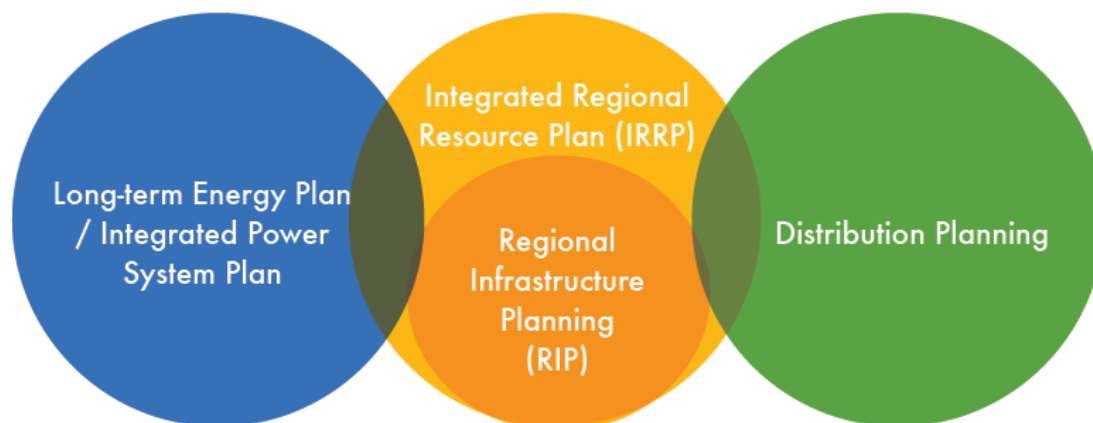 Long-term Energy Plan
/ Integrated Power
System Plan
Integrated Regional
Resource Plan (IRRP)
Regional
Infrastructure
Planning
(RIP)
Distribution Planning